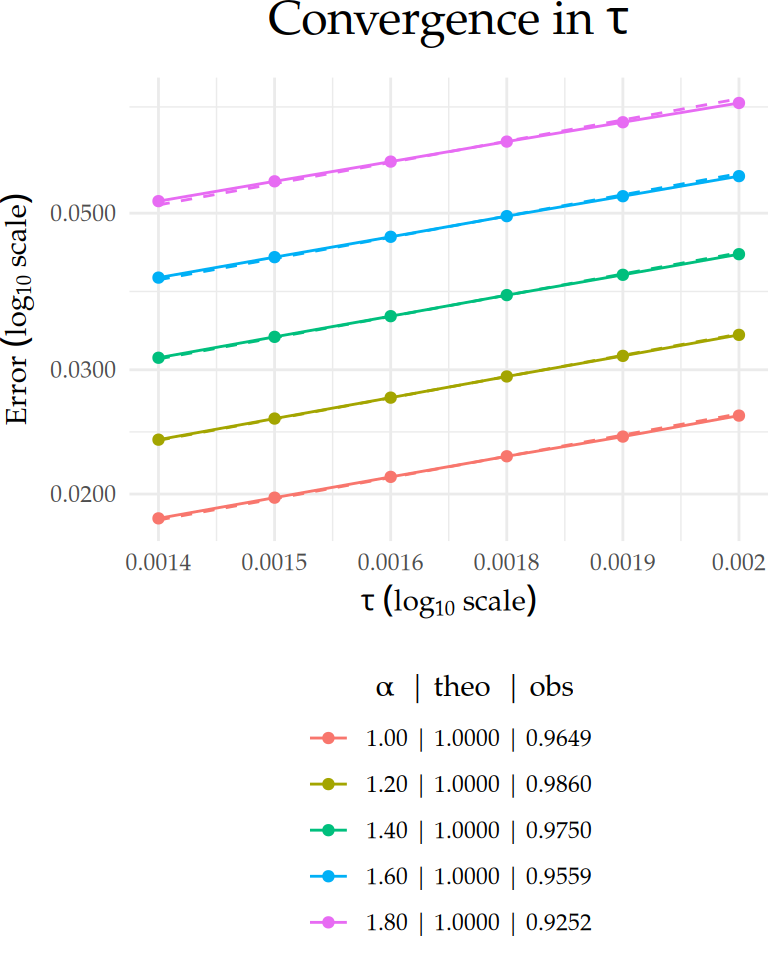 Convergence in τ
Error (log₁₀ scale)
0.0500
0.0300
0.0200
0.0014 0.0015 0.0016 0.0018 0.0019 0.002
τ (log₁₀ scale)
α | theo | obs
1.00 | 1.0000 | 0.9649
1.20 | 1.0000 | 0.9860
1.40 | 1.0000 | 0.9750
1.60 | 1.0000 | 0.9559
1.80 | 1.0000 | 0.9252